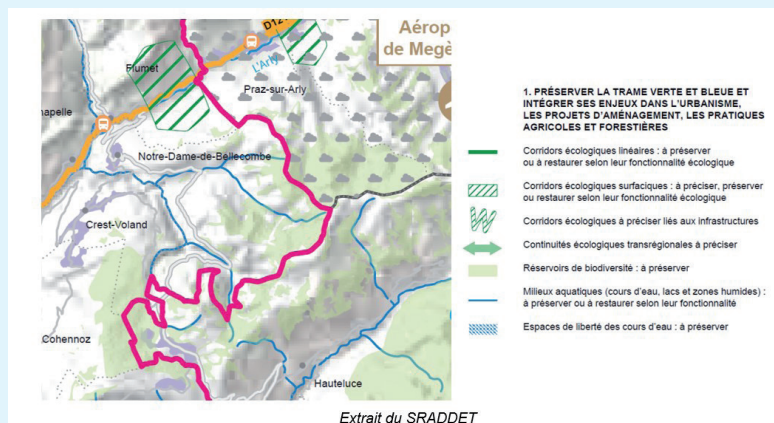 Aérop
de Megè
D121
L'Arly
Flumet
Praz-sur-Arly
hapelle
Notre-Dame-de-Bellecombe
Crest-Voland
Cohennoz
Hauteluce
1. PRÉSERVER LA TRAME VERTE ET BLEUE ET
INTÉGRER SES ENJEUX DANS L'URBANISME,
LES PROJETS D'AMÉNAGEMENT, LES PRATIQUES
AGRICOLES ET FORESTIÈRES
Corridors écologiques linéaires : à préserver
ou à restaurer selon leur fonctionnalité écologique
Corridors écologiques surfaciques : à préciser, préserver
ou restaurer selon leur fonctionnalité écologique
Corridors écologiques à préciser liés aux infrastructures
Continuités écologiques transrégionales à préciser
Réservoirs de biodiversité : à préserver
Milieux aquatiques (cours d'eau, lacs et zones humides) :
à préserver ou à restaurer selon leur fonctionnalité
Espaces de liberté des cours d'eau : à préserver
Extrait du SRADDET